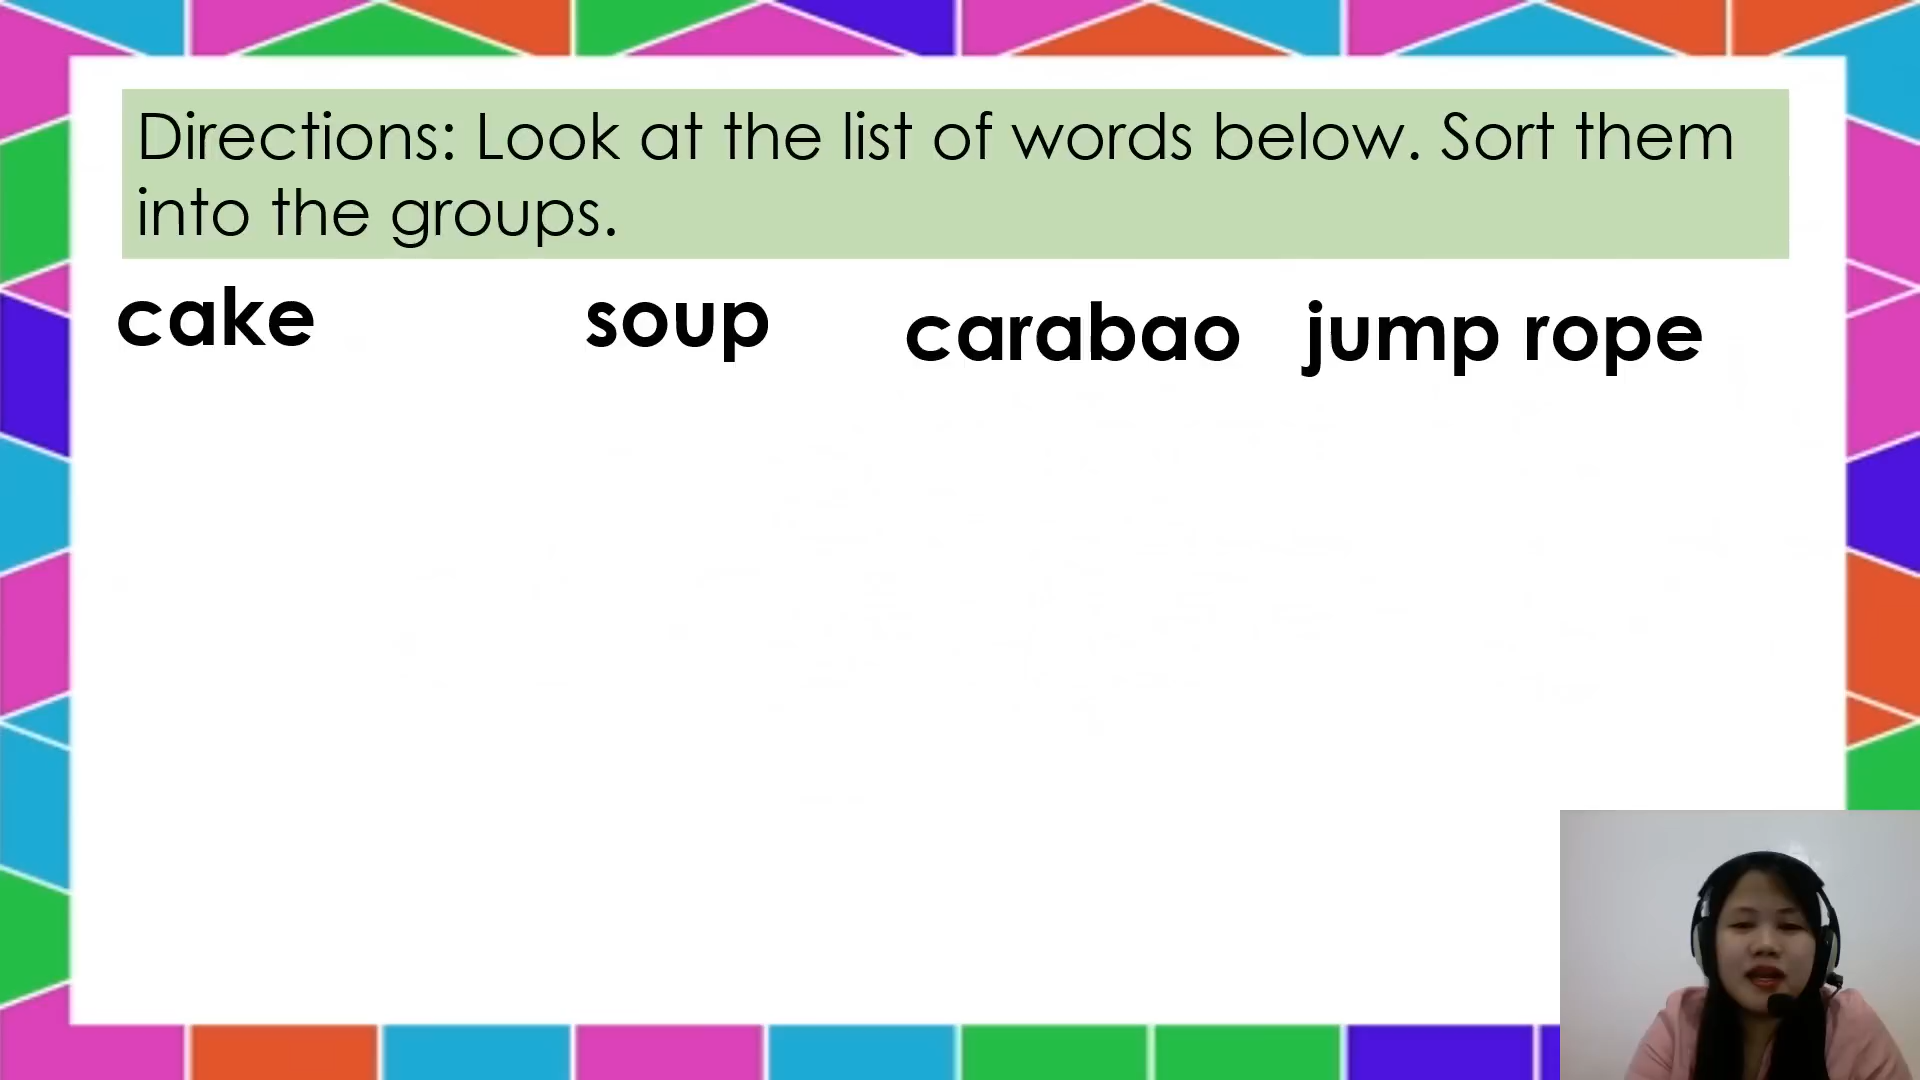 Directions: Look at the list of words below. Sort them
into the groups.
cake soup carabao jump rope